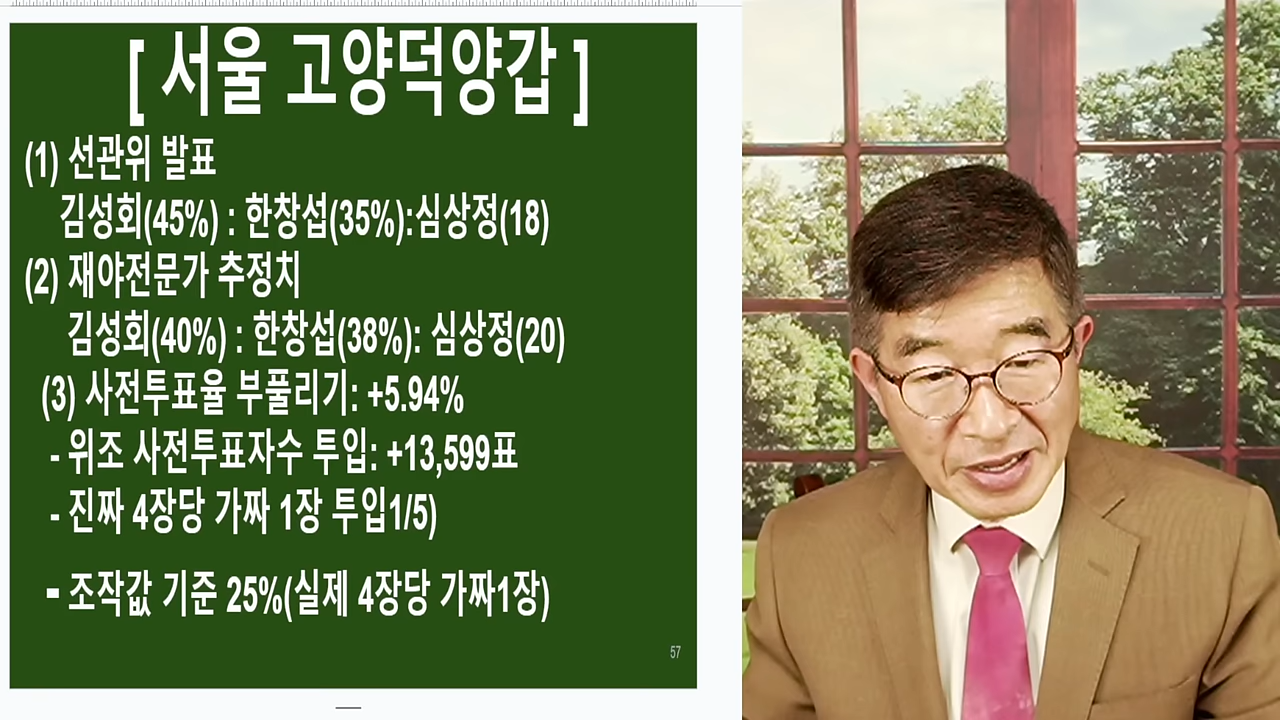 [ 서울 고양덕양갑 ]
(1) 선관위 발표
김성회(45%) : 한창섭(35%):심상정(18)
(2) 재야전문가 추정치
김성회(40%) : 한창섭(38%): 심상정(20)
(3) 사전투표율 부풀리기: +5.94%
- 위조 사전투표자수 투입: +13,599표
- 진짜 4장당 가짜 1장 투입1/5)
- 조작값 기준 25%(실제 4장당 가짜1장)
57